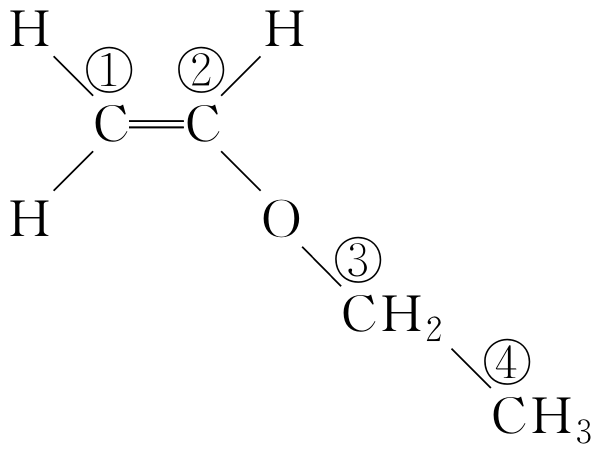 H ① ② H
C=C
H O
③
CH₂
④
CH₃